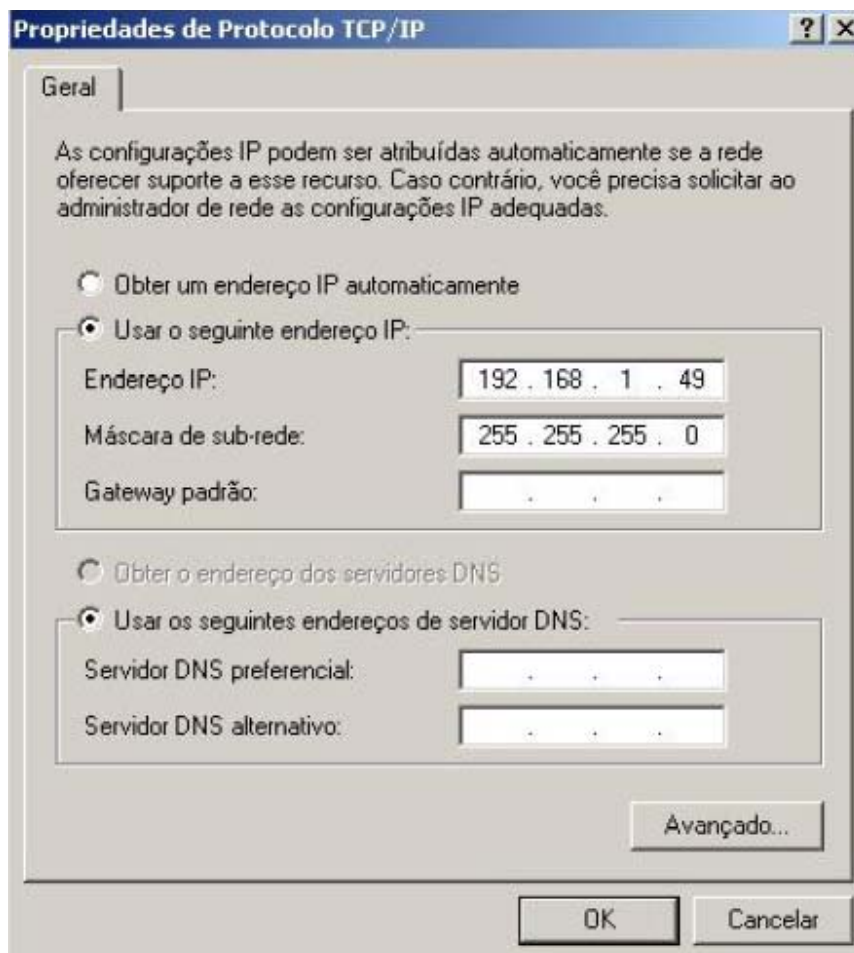 Propriedades de Protocolo TCP/IP
Geral
As configurações IP podem ser atribuídas automaticamente se a rede
oferecer suporte a esse recurso. Caso contrário, você precisa solicitar ao
administrador de rede as configurações IP adequadas.
Obter um endereço IP automaticamente
Usar o seguinte endereço IP:
Endereço IP: 192 . 168 . 1 . 49
Máscara de sub-rede: 255 . 255 . 255 . 0
Gateway padrão: . . .
Obter o endereço dos servidores DNS
Usar os seguintes endereços de servidor DNS:
Servidor DNS preferencial: . . .
Servidor DNS alternativo: . . .
Avançado...
OK Cancelar